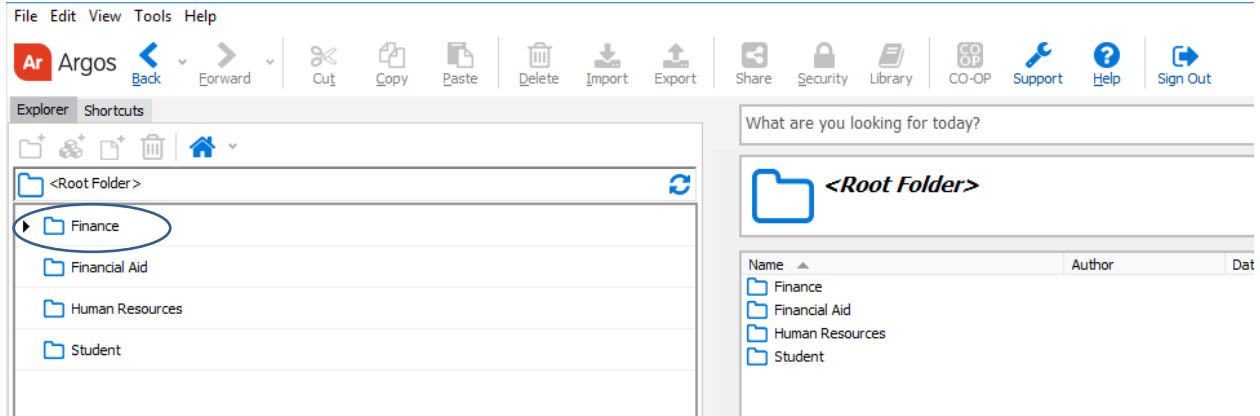 File Edit View Tools Help
Ar Argos Back Forward Cut Copy Paste Delete Import Export Share Security Library CO-OP CO-OP Support Help Sign Out
Explorer Shortcuts
<Root Folder>
Finance
Financial Aid
Human Resources
Student
What are you looking for today?
<Root Folder>
Name Author Dat
Finance
Financial Aid
Human Resources
Student